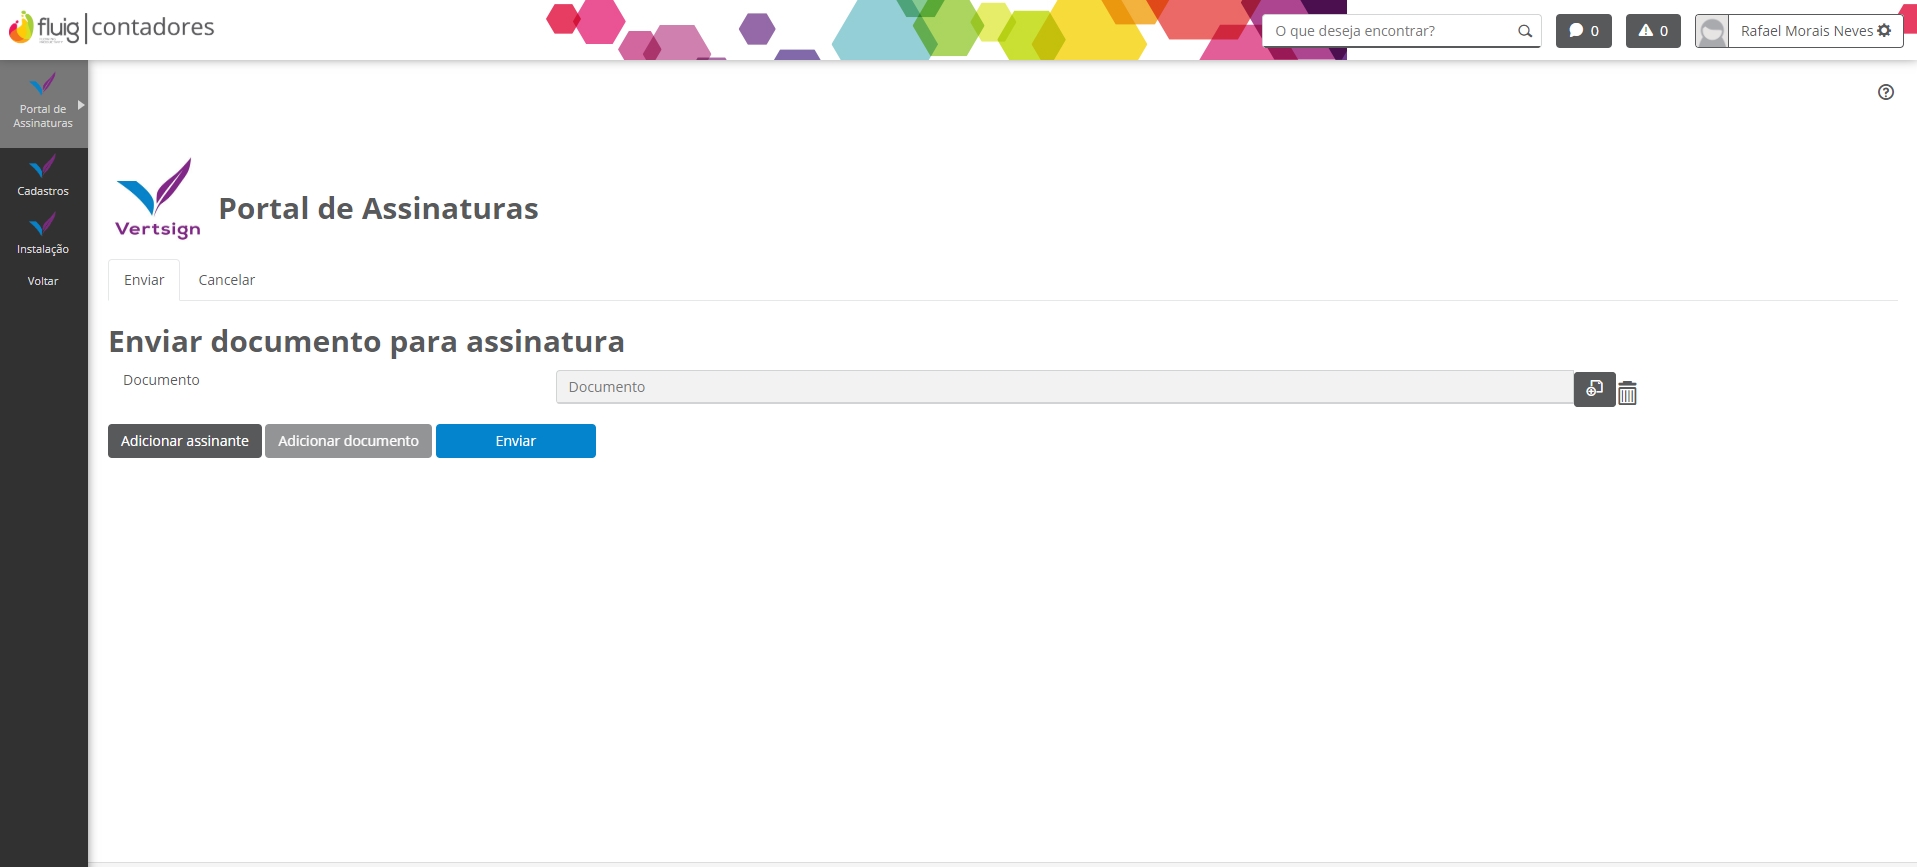 fluig contadores
O que deseja encontrar?
0
0
Rafael Morais Neves
Portal de
Assinaturas
Cadastros
Instalação
Voltar
Vertsign
Portal de Assinaturas
Enviar Cancelar
Enviar documento para assinatura
Documento
Documento
Adicionar assinante Adicionar documento Enviar